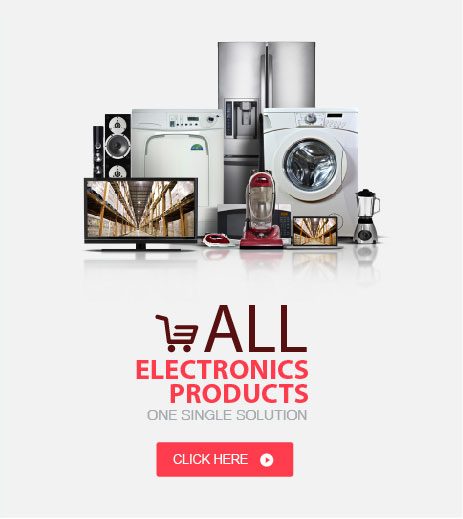 ALL
ELECTRONICS
PRODUCTS
ONE SINGLE SOLUTION
CLICK HERE